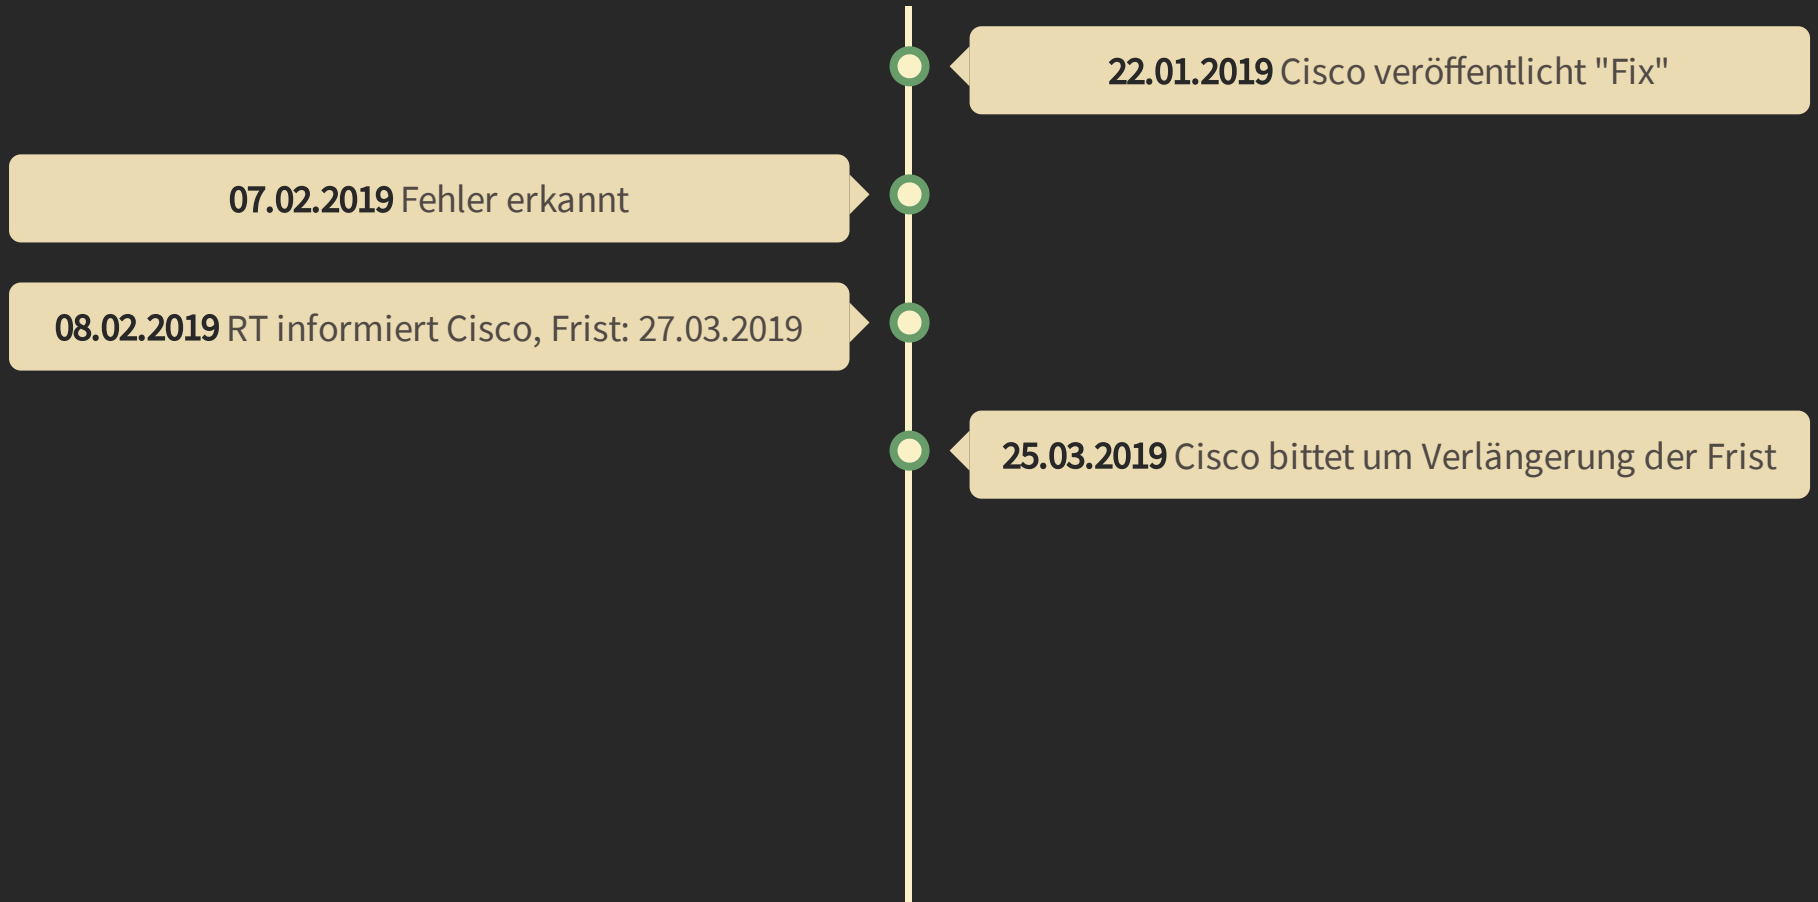 22.01.2019 Cisco veröffentlicht "Fix"
07.02.2019 Fehler erkannt
08.02.2019 RT informiert Cisco, Frist: 27.03.2019
25.03.2019 Cisco bittet um Verlängerung der Frist